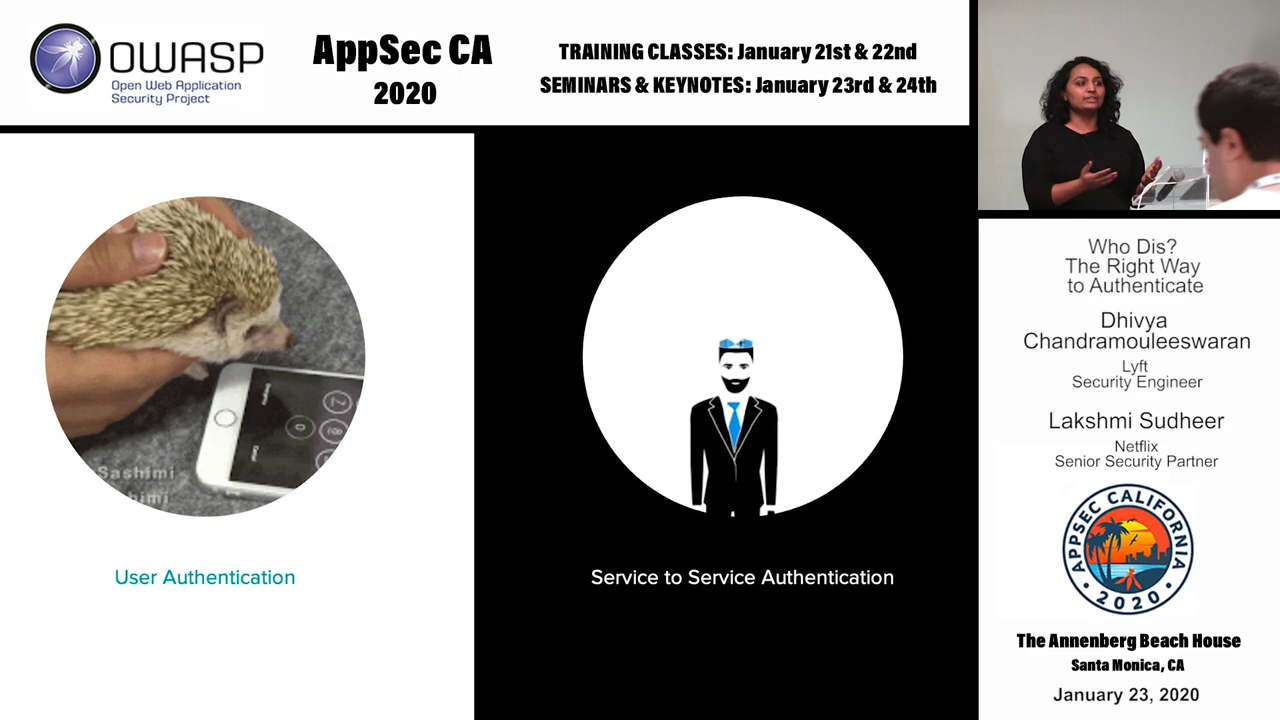 OWASP
Open Web Application
Security Project
AppSec CA
2020
TRAINING CLASSES: January 21st & 22nd
SEMINARS & KEYNOTES: January 23rd & 24th
Sashimi
User Authentication
Service to Service Authentication
Who Dis?
The Right Way
to Authenticate
Dhivya
Chandramouleeswaran
Lyft
Security Engineer
Lakshmi Sudheer
Netflix
Senior Security Partner
APPSEC CALIFORNIA
• 2020 •
The Annenberg Beach House
Santa Monica, CA
January 23, 2020